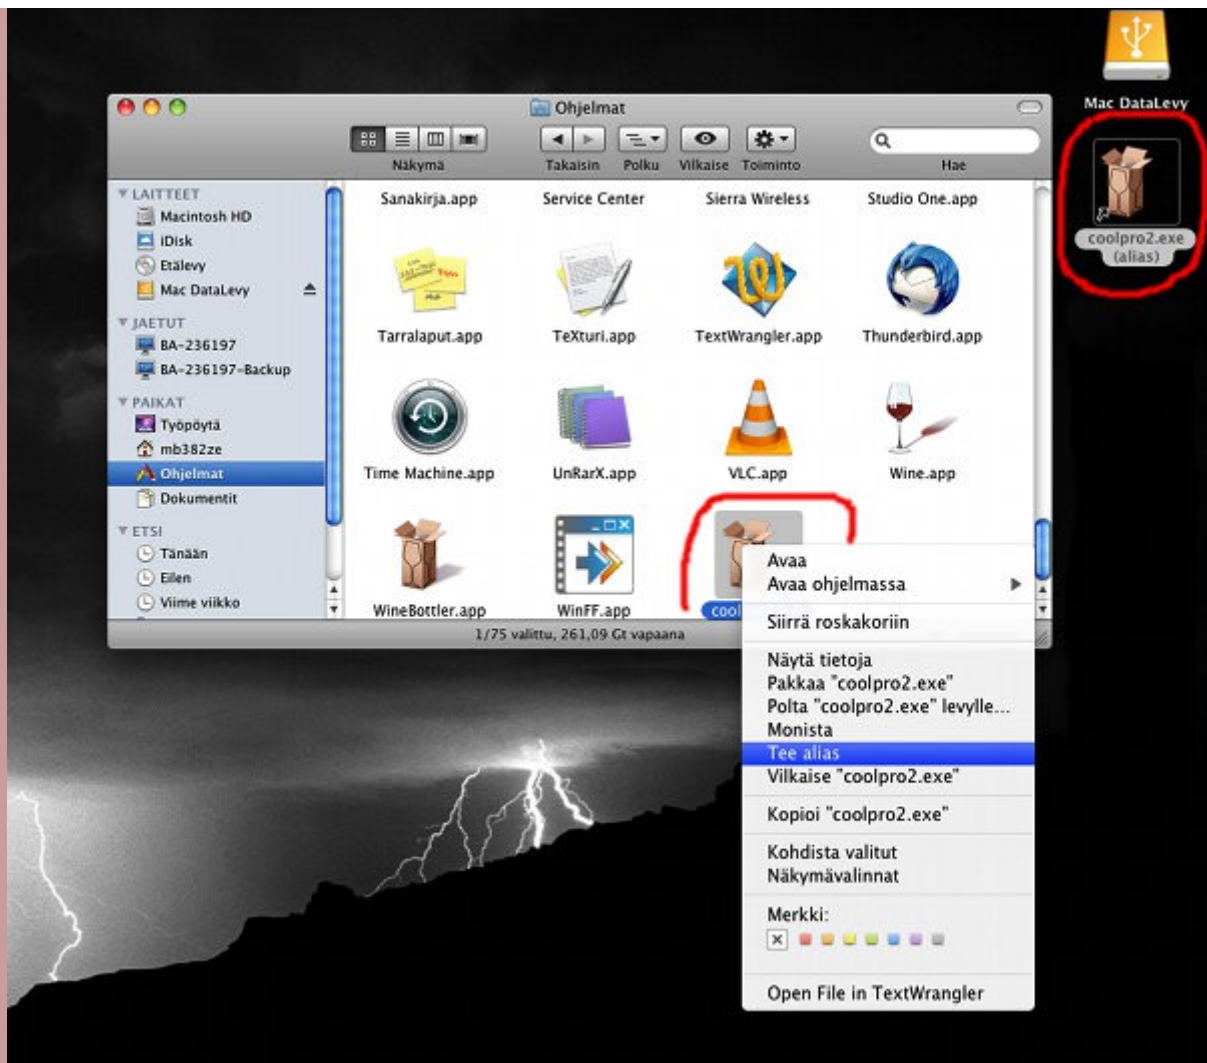 Mac DataLevy
coolpro2.exe
(alias)
Ohjelmat
Näkymä
Takaisin
Polku
Vilkaise
Toiminto
Hae
LAITTEET
Macintosh HD
iDisk
Etälevy
Mac DataLevy
JAETUT
BA-236197
BA-236197-Backup
PAIKAT
Työpöytä
mb382ze
Ohjelmat
Dokumentit
ETSI
Tänään
Eilen
Viime viikko
Sanakirja.app
Service Center
Sierra Wireless
Studio One.app
Tarralaput.app
TeXturi.app
TextWrangler.app
Thunderbird.app
Time Machine.app
UnRarX.app
VLC.app
Wine.app
WineBottler.app
WinFF.app
cool
1/75 valittu, 261,09 Gt vapaana
Avaa
Avaa ohjelmassa
Siirrä roskakoriin
Näytä tietoja
Pakkaa "coolpro2.exe"
Polta "coolpro2.exe" levylle...
Monista
Tee alias
Vilkaise "coolpro2.exe"
Kopioi "coolpro2.exe"
Kohdista valitut
Näkymävalinnat
Merkki:
Open File in TextWrangler